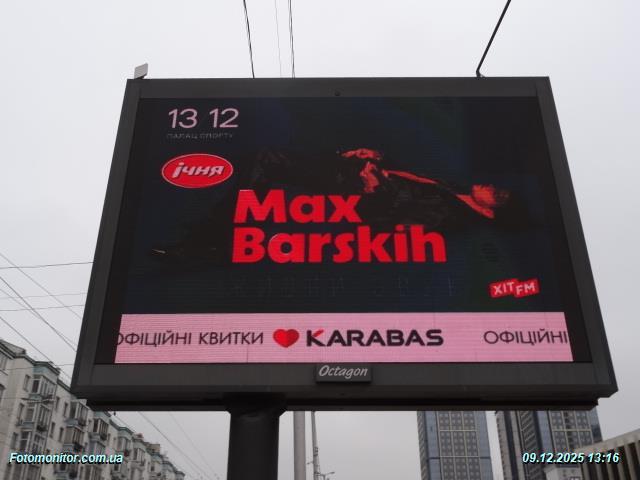 13 12
ПАЛАЦ СПОРТУ
ічня
Max
Barskih
ХІТ FM
ОФІЦІЙНІ КВИТКИ KARABAS ОФІЦІЙНІ
Octagon
Fotomonitor.com.ua
09.12.2025 13:16